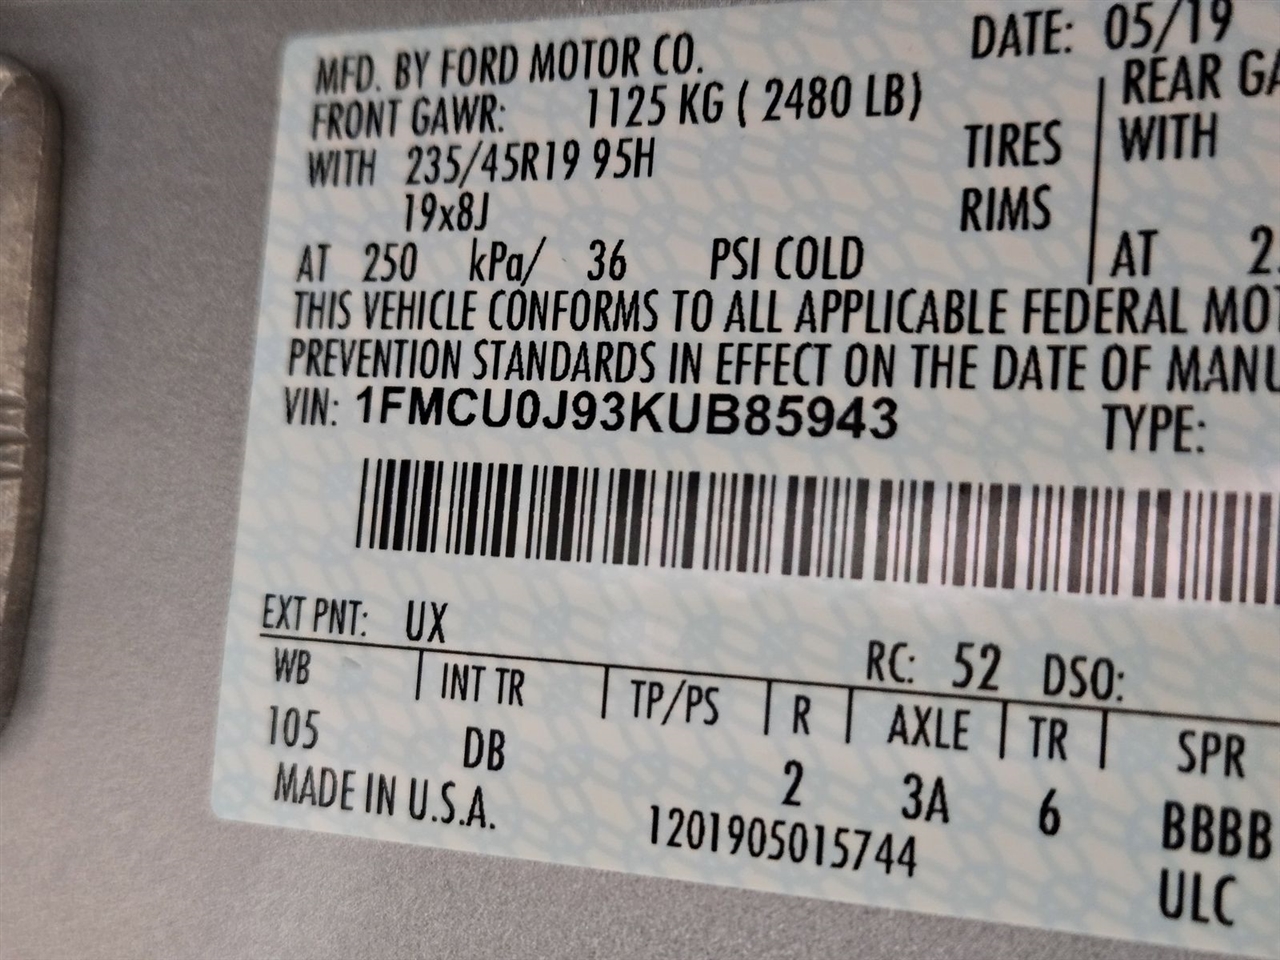 MFD. BY FORD MOTOR CO. DATE: 05/19
FRONT GAWR: 1125 KG ( 2480 LB) REAR
WITH 235/45R19 95H TIRES WITH
19x8J RIMS
AT 250 kPa/ 36 PSI COLD AT
THIS VEHICLE CONFORMS TO ALL APPLICABLE FEDERAL
PREVENTION STANDARDS IN EFFECT ON THE DATE OF
VIN: 1FMCU0J93KUB85943 TYPE:
EXT PNT: UX RC: 52 DSO:
WB INT TR TP/PS R AXLE TR SPR
105 DB 2 3A 6 BBBB
MADE IN U.S.A. 1201905015744 ULC